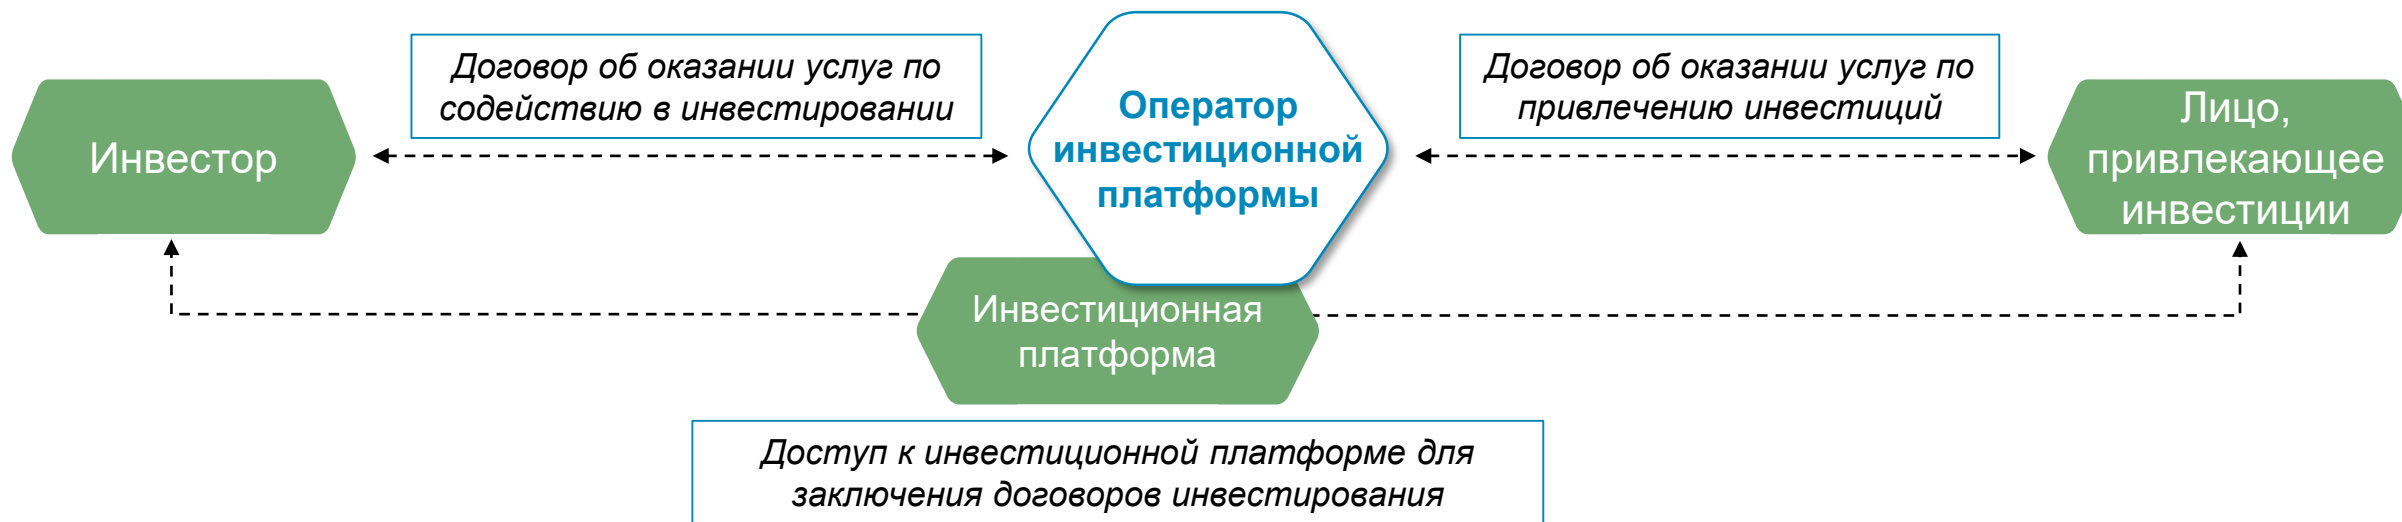 Договор об оказании услуг по
содействию в инвестировании
Договор об оказании услуг по
привлечению инвестиций
Инвестор
Оператор
инвестиционной
платформы
Лицо,
привлекающее
инвестиции
Инвестиционная
платформа
Доступ к инвестиционной платформе для
заключения договоров инвестирования